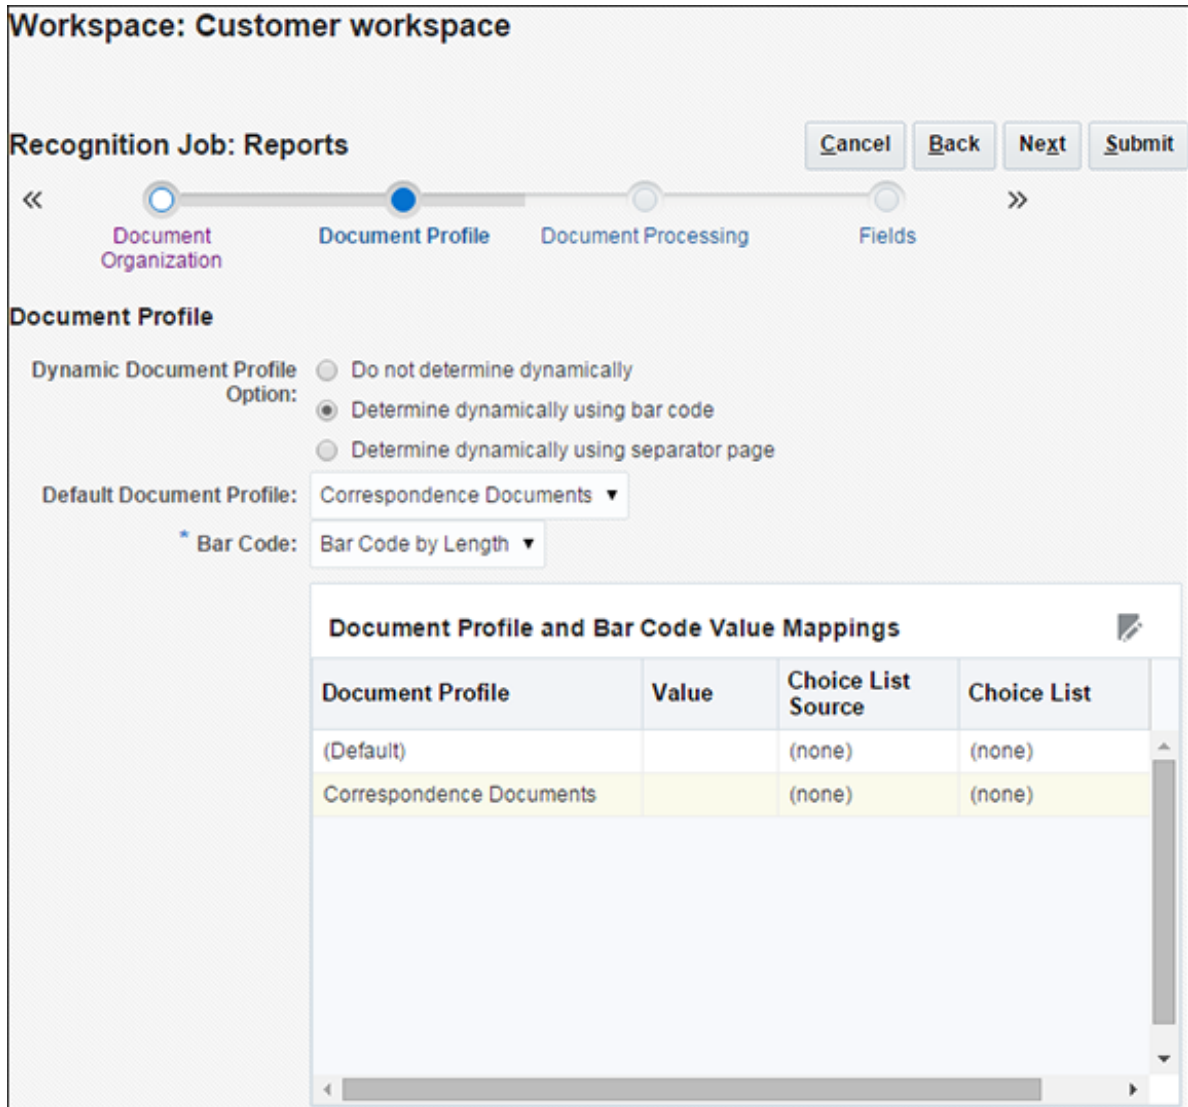 Workspace: Customer workspace
Recognition Job: Reports
Cancel Back Next Submit
« »
Document Organization
Document Profile
Document Processing
Fields
Document Profile
Dynamic Document Profile Option:
Do not determine dynamically
Determine dynamically using bar code
Determine dynamically using separator page
Default Document Profile: Correspondence Documents
* Bar Code: Bar Code by Length
Document Profile and Bar Code Value Mappings
Document Profile Value Choice List Source Choice List
(Default) (none) (none)
Correspondence Documents (none) (none)